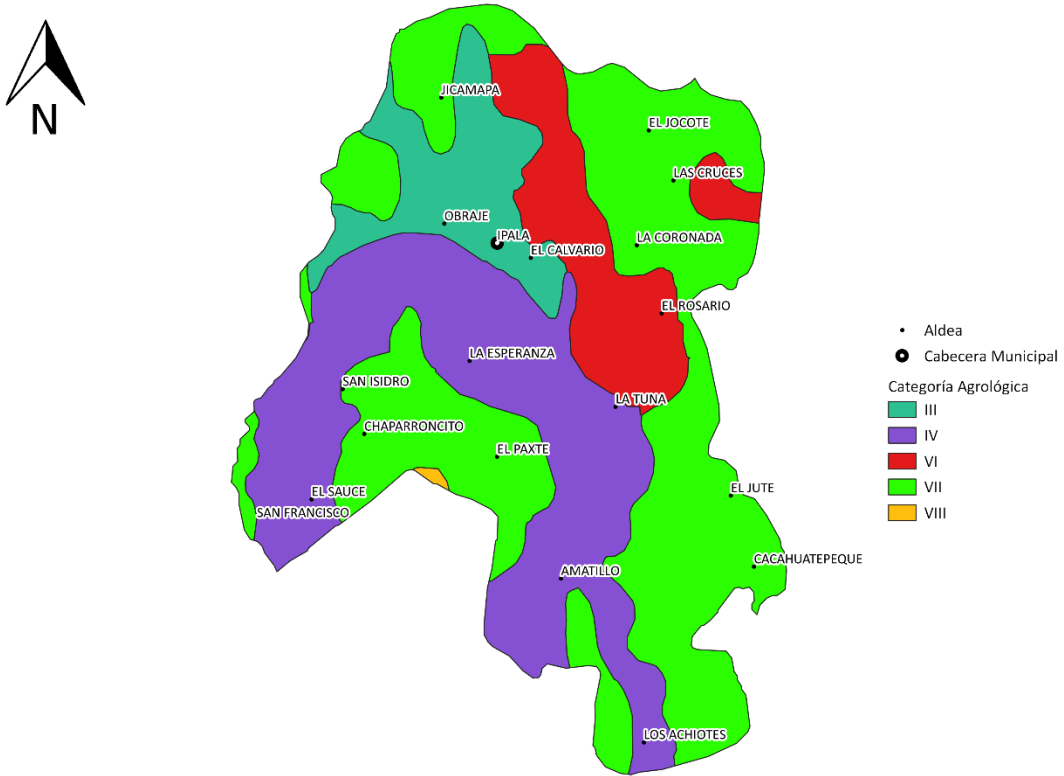 N
JICAMAPA
EL JOCOTE
LAS CRUCES
OBRAJE
IPALA
LA CORONADA
EL CALVARIO
EL ROSARIO
LA ESPERANZA
SAN ISIDRO
LA TUNA
CHAPARRONCITO
EL PAXTE
EL JUTE
EL SAUCE
SAN FRANCISCO
CACAHUATEPEQUE
AMATILLO
LOS ACHIOTES
Aldea
Cabecera Municipal
Categoría Agrológica
III
IV
VI
VII
VIII